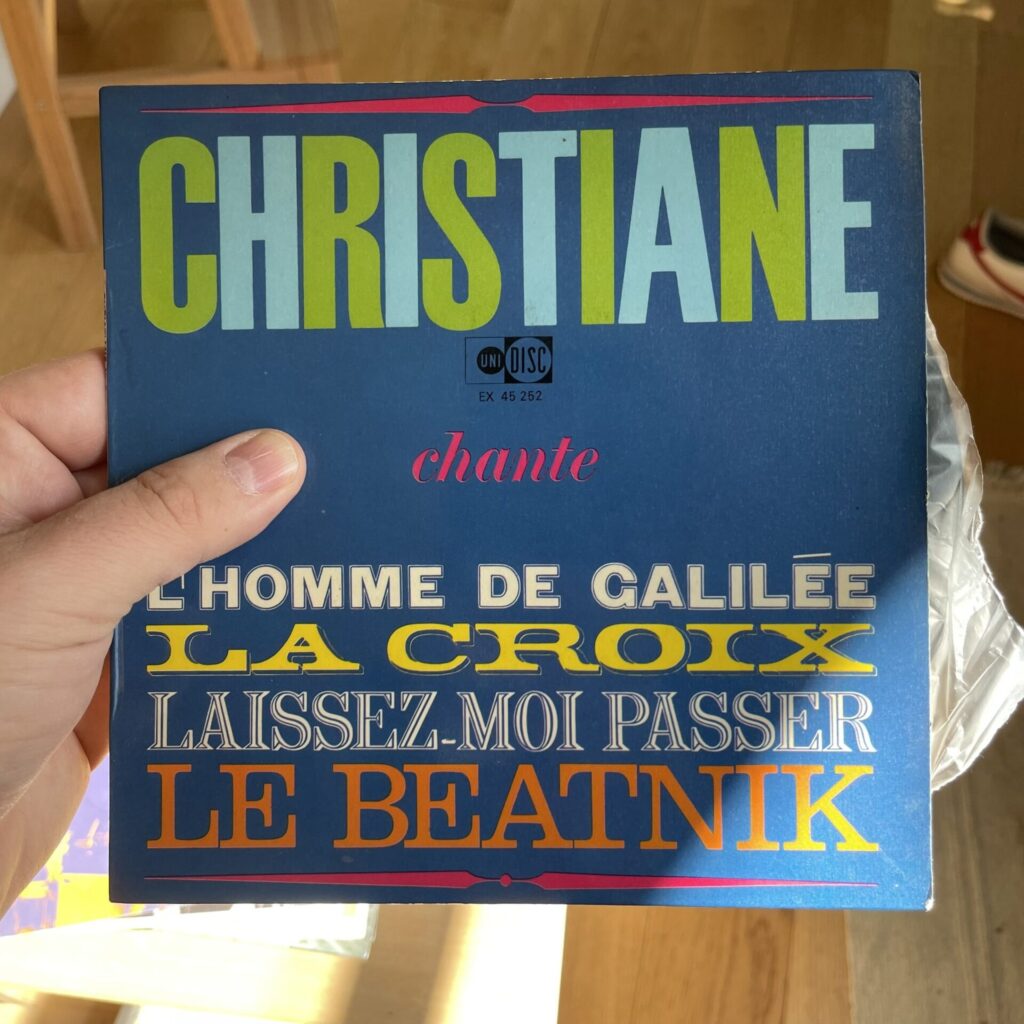 CHRISTIANE
UNI DISC
EX 45 252
chante
L'HOMME DE GALILÉE
LA CROIX
LAISSEZ-MOI PASSER
LE BEATNIK